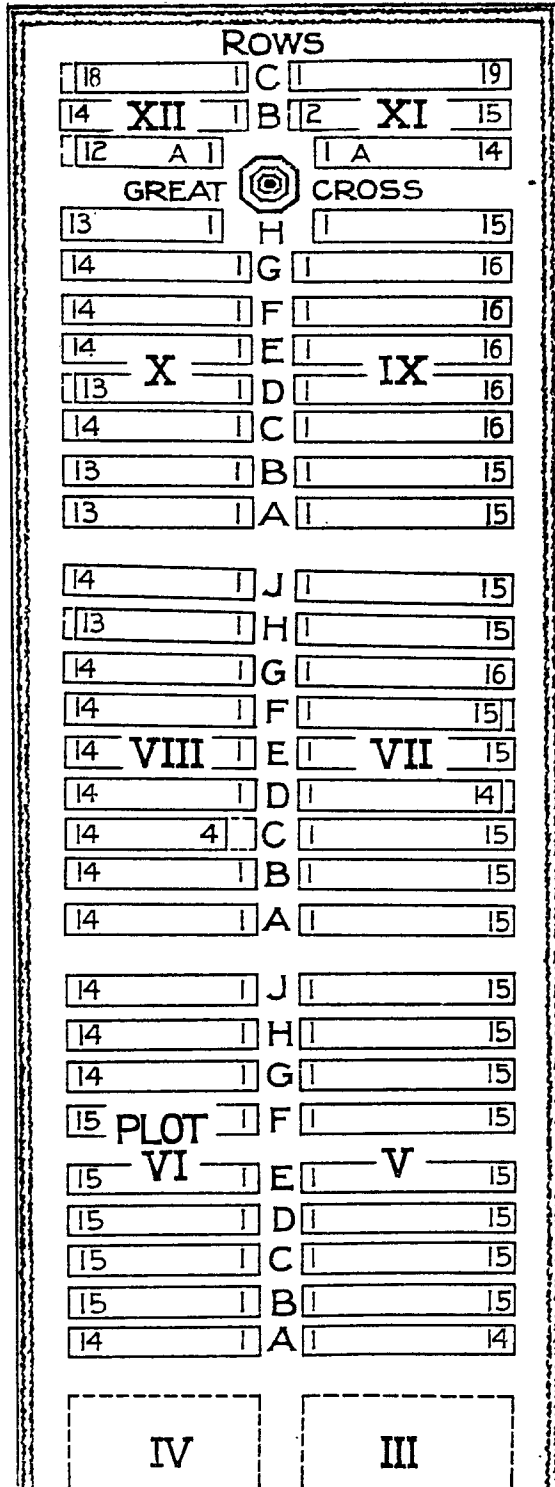 ROWS
18 1 C 1 19
14 XII 1 B 2 XI 15
12 A 1 1 A 14
GREAT CROSS
13 1 H 1 15
14 1 G 1 16
14 1 F 1 16
14 1 E 1 16
X IX
13 1 D 1 16
14 1 C 1 16
13 1 B 1 15
13 1 A 1 15
14 1 J 1 15
13 1 H 1 15
14 1 G 1 16
14 1 F 1 15
14 VIII 1 E 1 VII 15
14 1 D 1 14
14 4 C 1 15
14 1 B 1 15
14 1 A 1 15
14 1 J 1 15
14 1 H 1 15
14 1 G 1 15
15 PLOT 1 F 1 15
15 VI 1 E 1 V 15
15 1 D 1 15
15 1 C 1 15
15 1 B 1 15
14 1 A 1 14
IV III